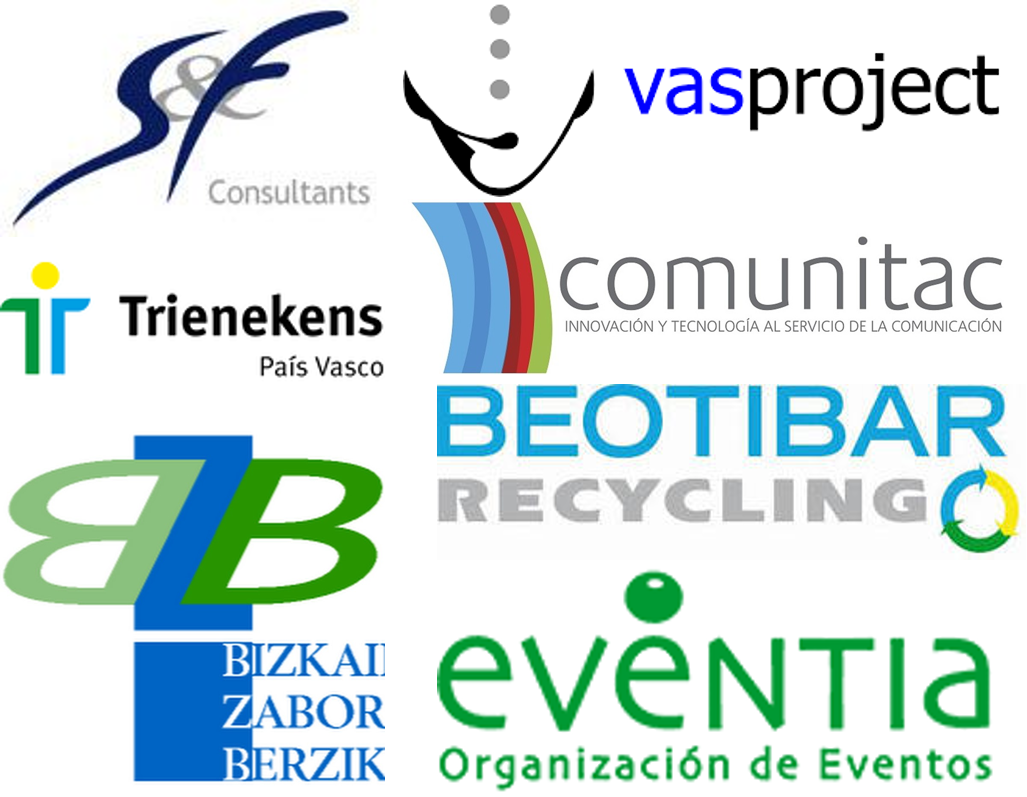 S&F
Consultants
vasproject
comunitac
INNOVACIÓN Y TECNOLOGÍA AL SERVICIO DE LA COMUNICACIÓN
Trienekens
País Vasco
BEOTIBAR
RECYCLING
BZB
BIZKAI
ZABOR
BERZIK
eventia
Organización de Eventos